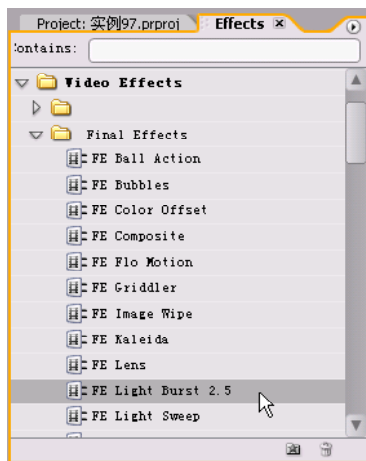 Project: 实例97.prproj Effects
ontains:
Video Effects
Final Effects
FE Ball Action
FE Bubbles
FE Color Offset
FE Composite
FE Flo Motion
FE Griddler
FE Image Wipe
FE Kaleida
FE Lens
FE Light Burst 2.5
FE Light Sweep